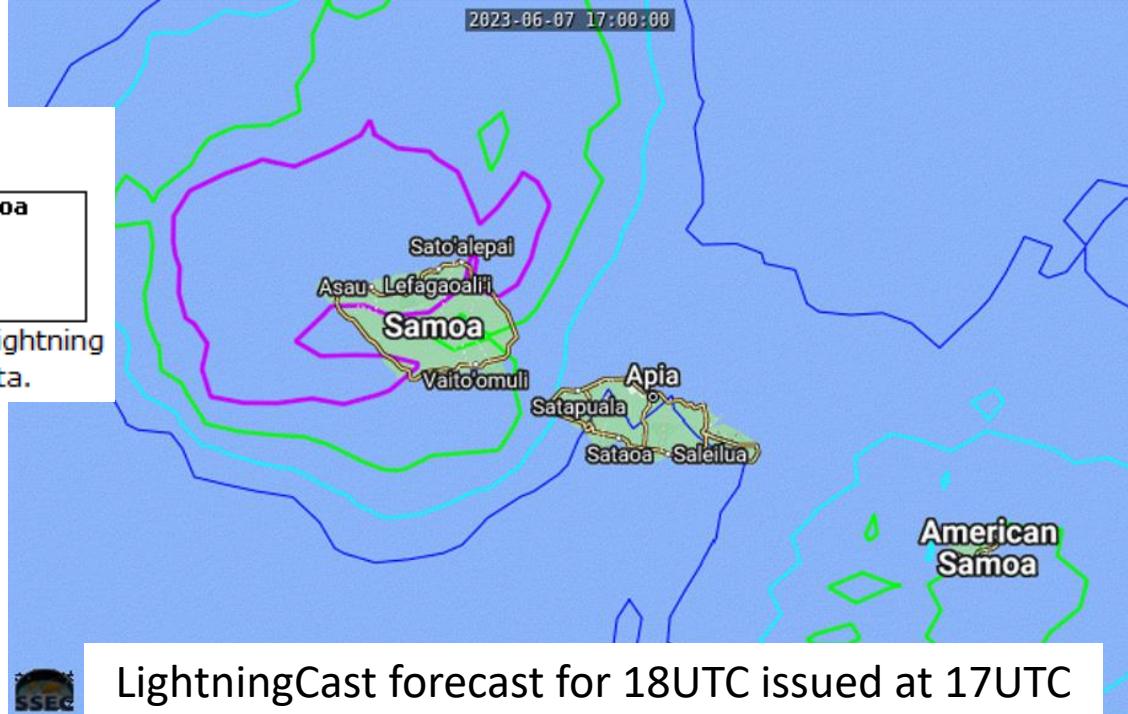 2023-06-07 17:00:00
oa
ightning
ta.
Sato'alepai
Asau
Lefagaoali'i
Samoa
Vaito'omuli
Apia
Satapuala
Sataoa
Saleilua
American
Samoa
SSEC
LightningCast forecast for 18UTC issued at 17UTC